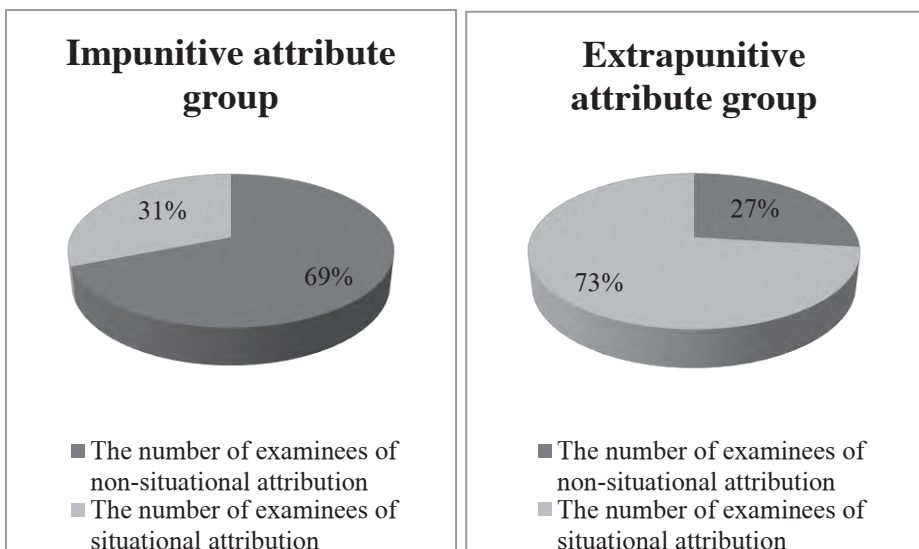 Impunitive attribute
group
31%
69%
■ The number of examinees of
non-situational attribution
■ The number of examinees of
situational attribution
Extrapunitive
attribute group
27%
73%
■ The number of examinees of
non-situational attribution
■ The number of examinees of
situational attribution